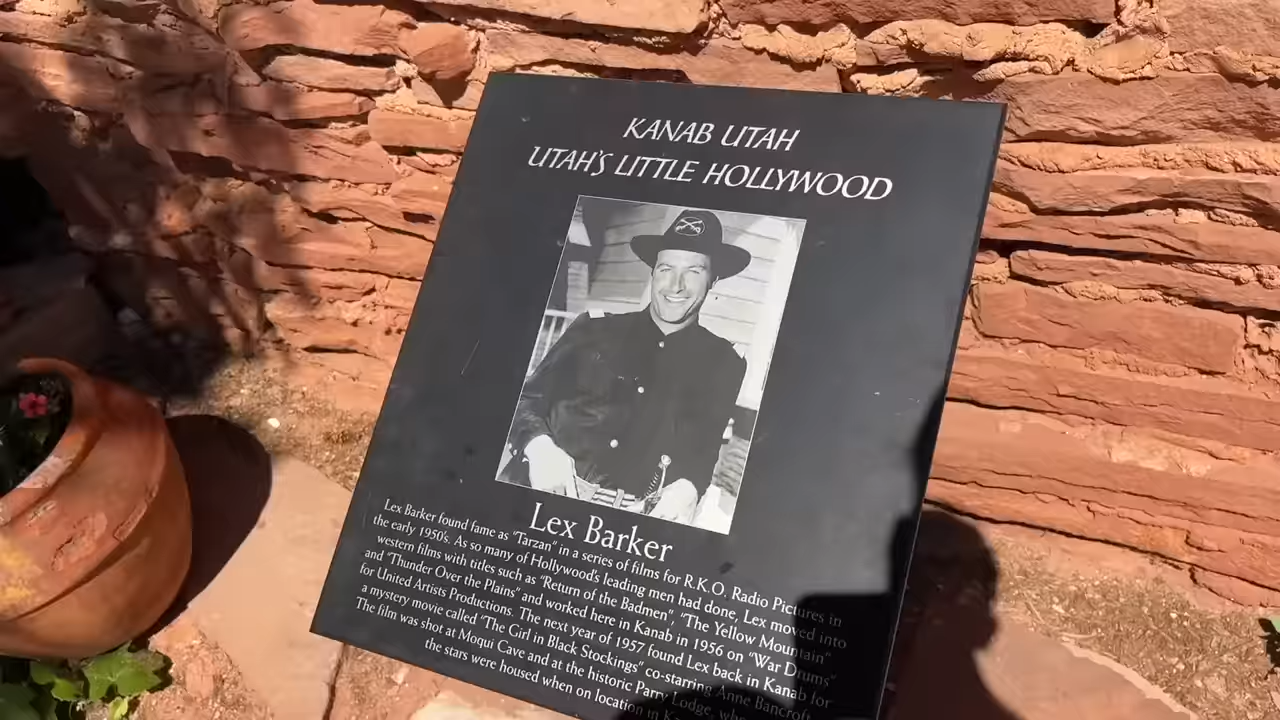 KANAB UTAH
UTAH'S LITTLE HOLLYWOOD
Lex Barker
Lex Barker found fame as "Tarzan" in a series of films for R.K.O. Radio Pictures in
the early 1950's. As so many of Hollywood's leading men had done, Lex moved into
western films with titles such as "Return of the Badmen", "The Yellow Mountain"
and "Thunder Over the Plains" and worked here in Kanab in 1956 on "War Drums"
for United Artists Productions. The next year of 1957 found Lex back in Kanab for
a mystery movie called "The Girl in Black Stockings" co-starring Anne Bancroft.
The film was shot at Moqui Cave and at the historic Parry Lodge, where
the stars were housed when on location in